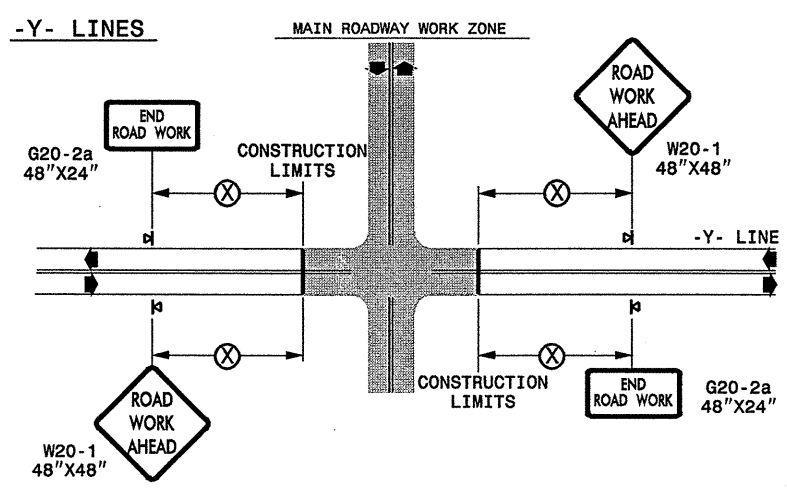 -Y- LINES
MAIN ROADWAY WORK ZONE
END
ROAD WORK
G20-2a
48"X24"
CONSTRUCTION
LIMITS
X
X
ROAD
WORK
AHEAD
W20-1
48"X48"
-Y- LINE
X
X
ROAD
WORK
AHEAD
W20-1
48"X48"
CONSTRUCTION
LIMITS
END
ROAD WORK
G20-2a
48"X24"